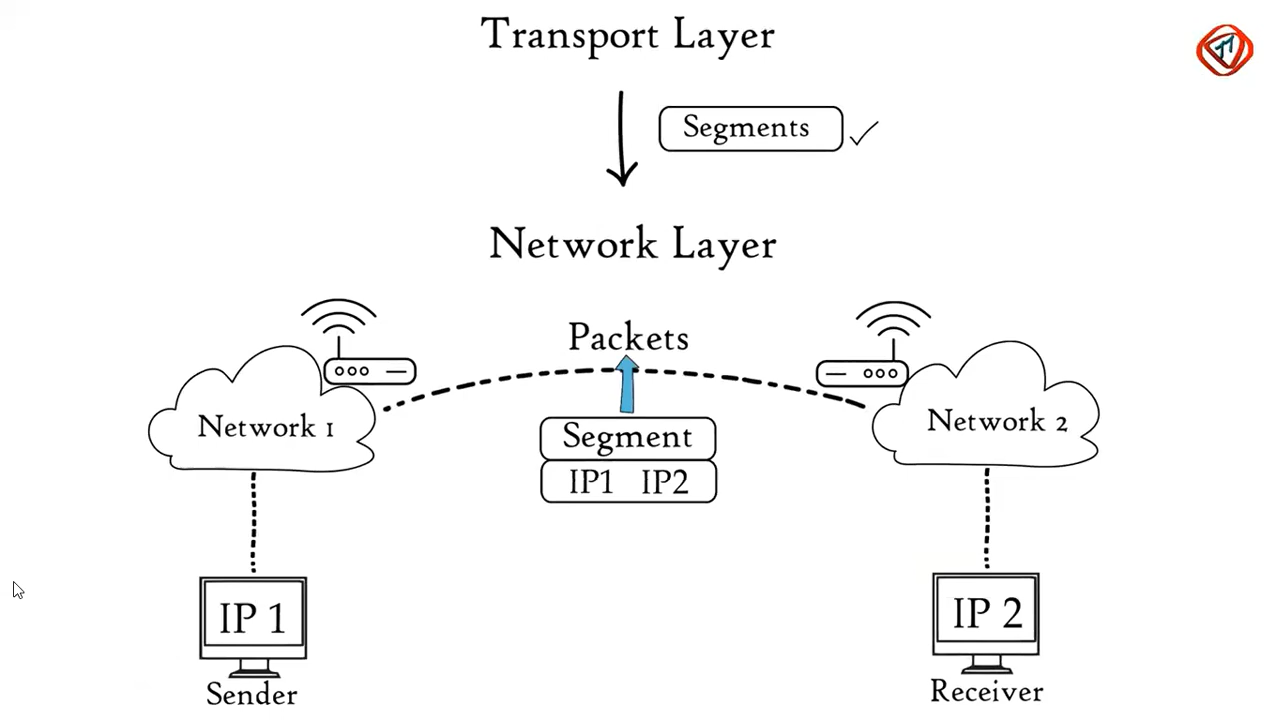 Transport Layer
Segments
Network Layer
Packets
Network 1
Network 2
Segment
IP1 IP2
IP 1
IP 2
Sender
Receiver